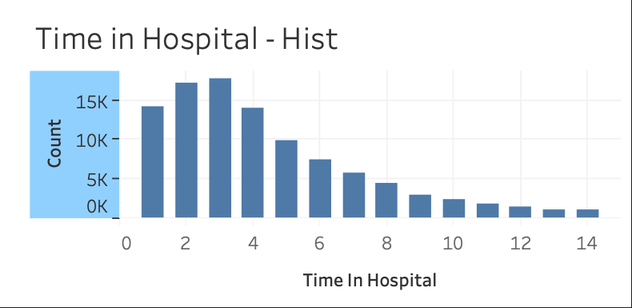 Time in Hospital - Hist
Count
15K
10K
5K
0K
0 2 4 6 8 10 12 14
Time In Hospital